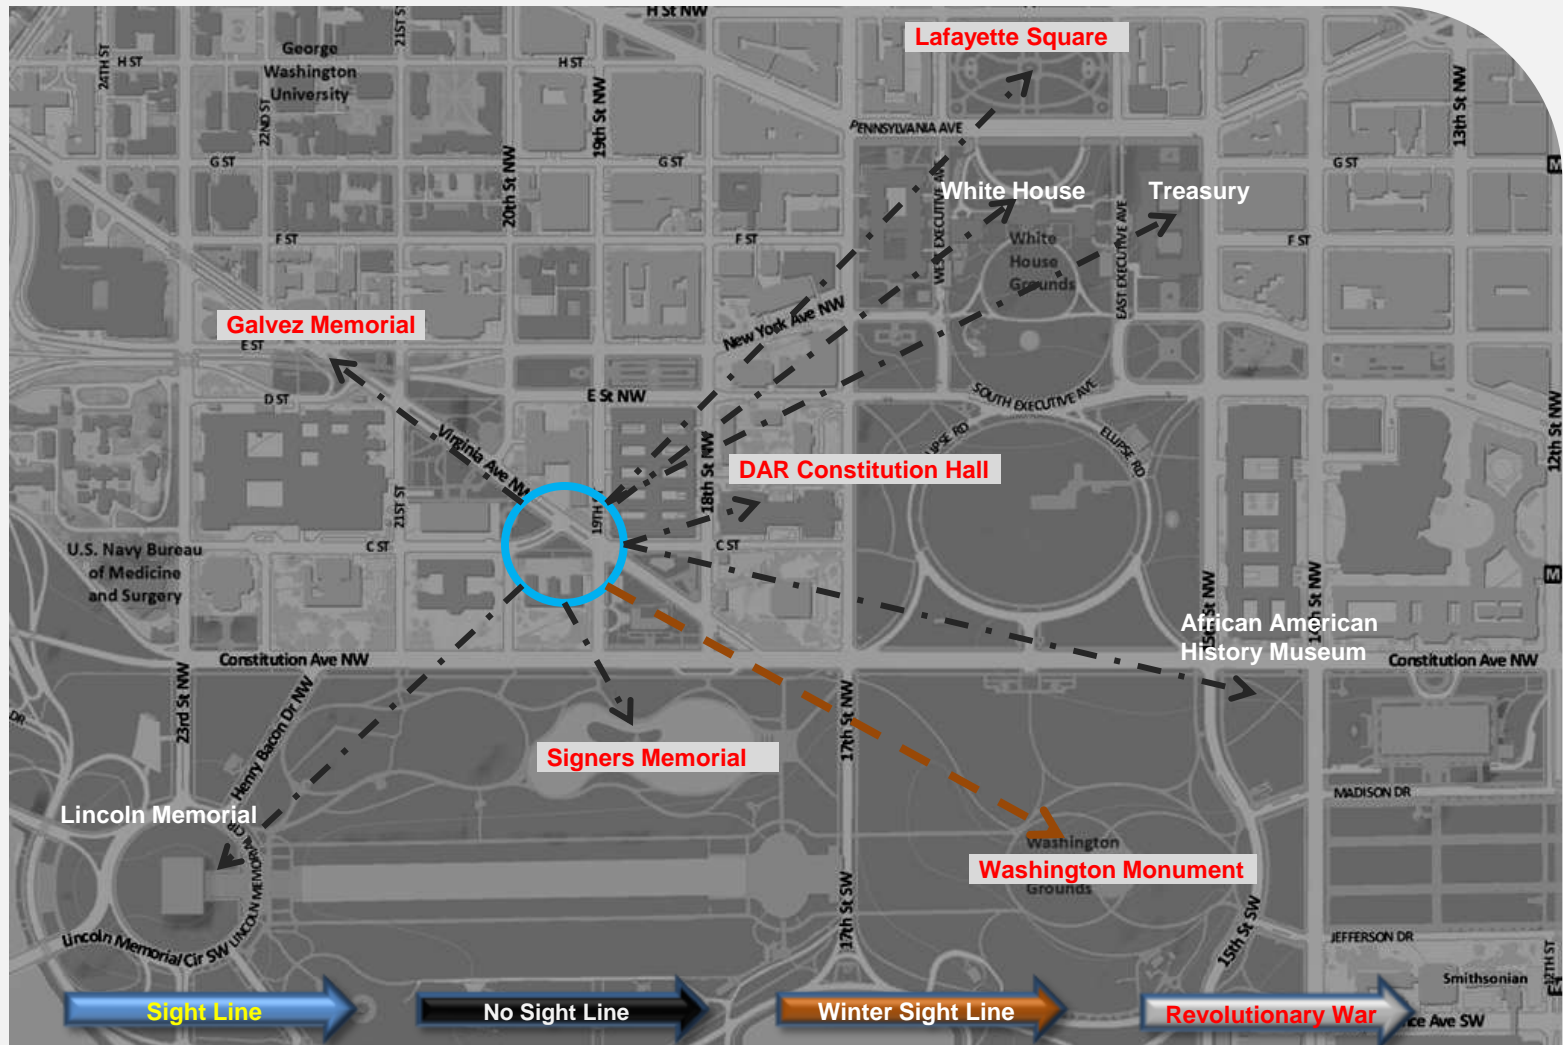 H St NW
Lafayette Square
21ST ST
24TH ST
H ST
George
Washington
University
H ST
22ND ST
19th St NW
PENNSYLVANIA AVE
13th St NW
G ST
G ST
G ST
M
20th St NW
White House
Treasury
WEST EXECUTIVE AVE
EAST EXECUTIVE AVE
F ST
F ST
White
House
Grounds
F ST
Galvez Memorial
New York Ave NW
E ST
D ST
E St NW
SOUTH EXECUTIVE AVE
Virginia Ave NW
18th St NW
ELLIPSE RD
12th St NW
DAR Constitution Hall
21ST ST
19TH
C ST
C ST
U.S. Navy Bureau
of Medicine
and Surgery
M
15th St NW
14th St NW
African American
History Museum
Constitution Ave NW
Constitution Ave NW
23rd St NW
Henry Bacon Dr NW
17th St NW
DR
Signers Memorial
Lincoln Memorial
MADISON DR
Washington
Washington Monument
Grounds
LINCOLN MEMORIAL CIR
17th St SW
15th St SW
JEFFERSON DR
Lincoln Memorial Cir SW
Smithsonian
12TH ST
Sight Line
No Sight Line
Winter Sight Line
Revolutionary War
nce Ave SW